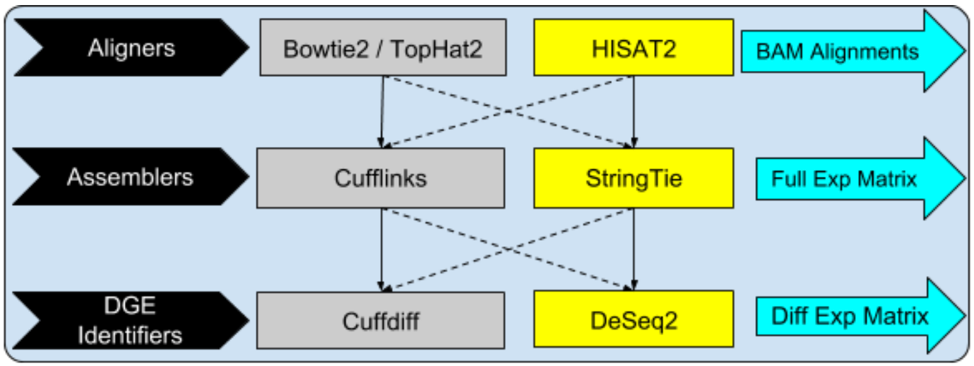 Aligners
Bowtie2 / TopHat2
HISAT2
BAM Alignments
Assemblers
Cufflinks
StringTie
Full Exp Matrix
DGE
Identifiers
Cuffdiff
DeSeq2
Diff Exp Matrix